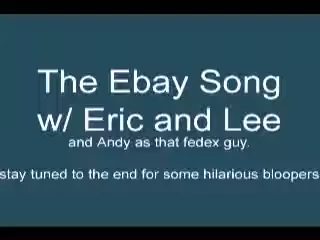 The Ebay Song
w/ Eric and Lee
and Andy as that fedex guy.
stay tuned to the end for some hilarious bloopers